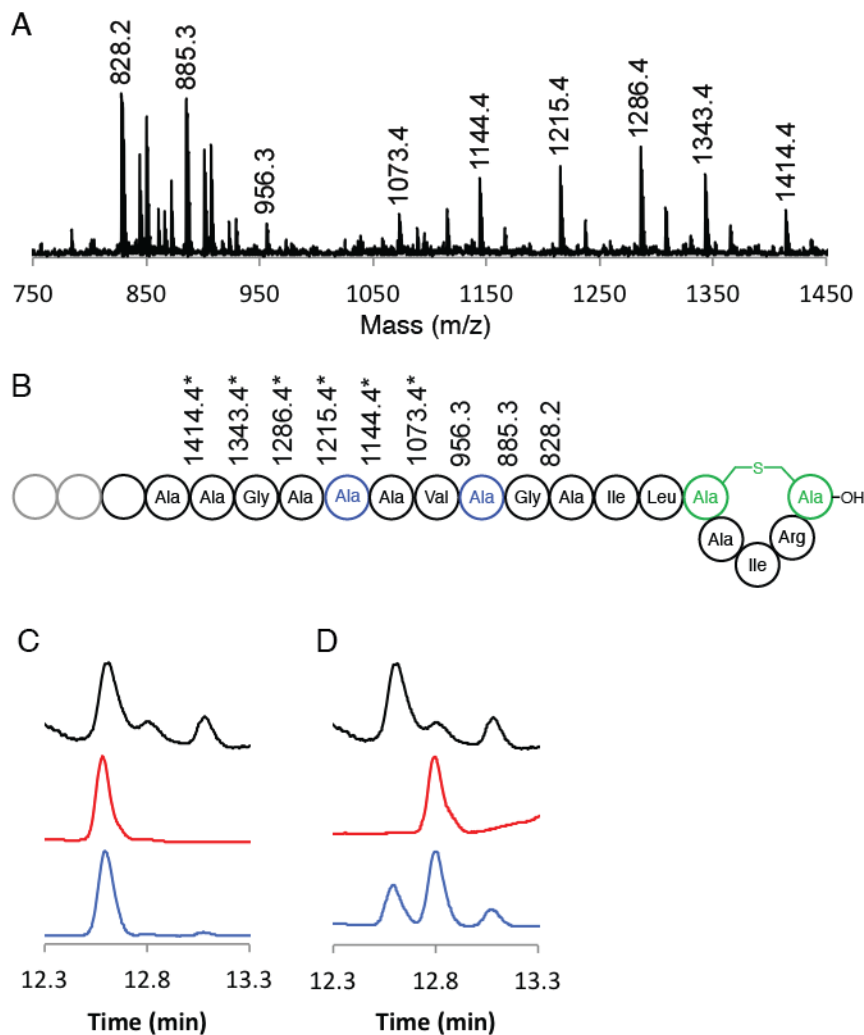 A
828.2
885.3
956.3
1073.4
1144.4
1215.4
1286.4
1343.4
1414.4
750 850 950 1050 1150 1250 1350 1450
Mass (m/z)
B
1414.4* 1343.4* 1286.4* 1215.4* 1144.4* 1073.4* 956.3 885.3 828.2
Ala Ala Gly Ala Ala Ala Val Ala Gly Ala Ile Leu Ala S Ala -OH
Ala Ile Arg
C
12.3 12.8 13.3
Time (min)
D
12.3 12.8 13.3
Time (min)